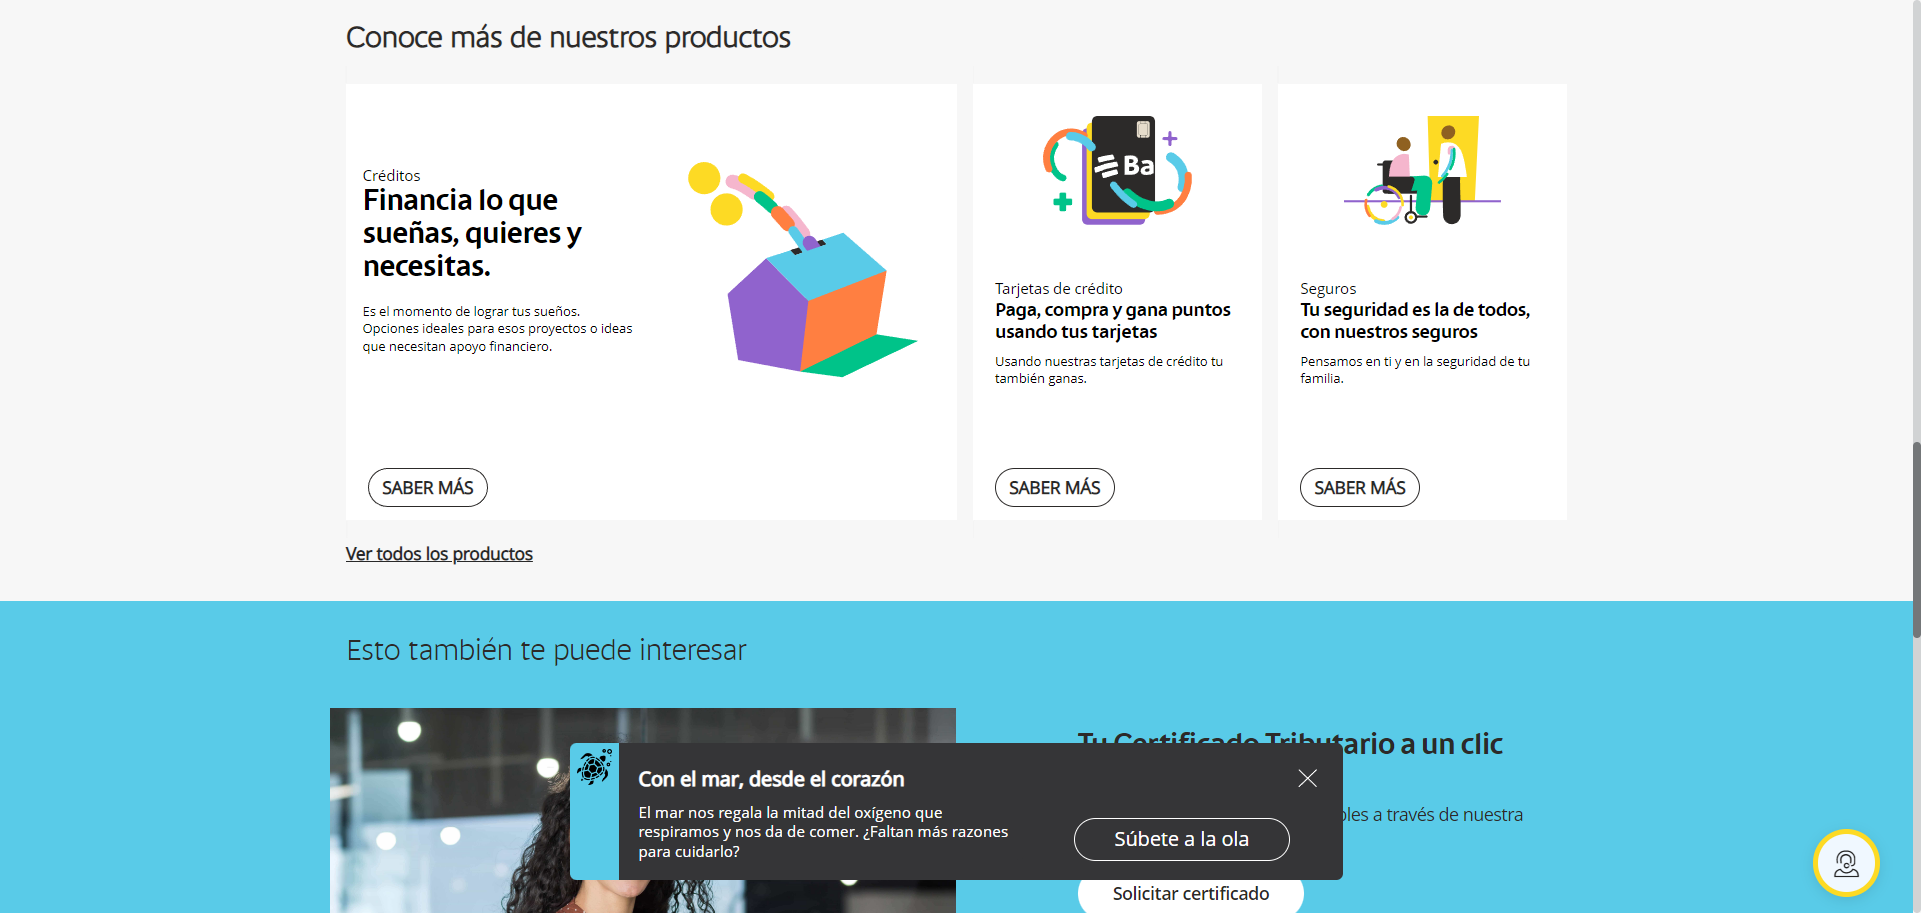 Conoce más de nuestros productos
Créditos
Financia lo que
sueñas, quieres y
necesitas.
Es el momento de lograr tus sueños.
Opciones ideales para esos proyectos o ideas
que necesitan apoyo financiero.
SABER MÁS
Ba
Tarjetas de crédito
Paga, compra y gana puntos
usando tus tarjetas
Usando nuestras tarjetas de crédito tu
también ganas.
SABER MÁS
Seguros
Tu seguridad es la de todos,
con nuestros seguros
Pensamos en ti y en la seguridad de tu
familia.
SABER MÁS
Ver todos los productos
Esto también te puede interesar
Tu Certificado Tributario a un clic
a través de nuestra
Solicitar certificado
Con el mar, desde el corazón
El mar nos regala la mitad del oxígeno que
respiramos y nos da de comer. ¿Faltan más razones
para cuidarlo?
Súbete a la ola